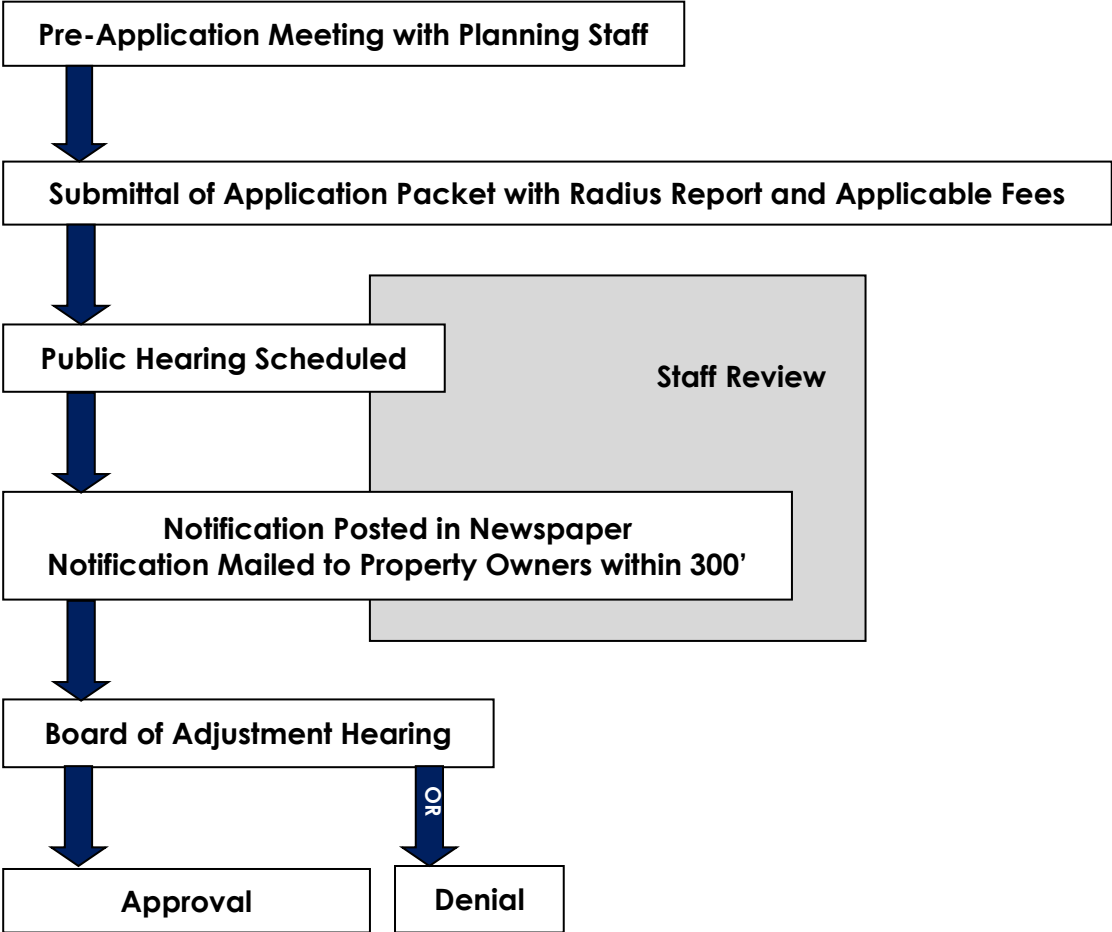 Pre-Application Meeting with Planning Staff
Submittal of Application Packet with Radius Report and Applicable Fees
Public Hearing Scheduled
Staff Review
Notification Posted in Newspaper
Notification Mailed to Property Owners within 300’
Board of Adjustment Hearing
OR
Approval
Denial